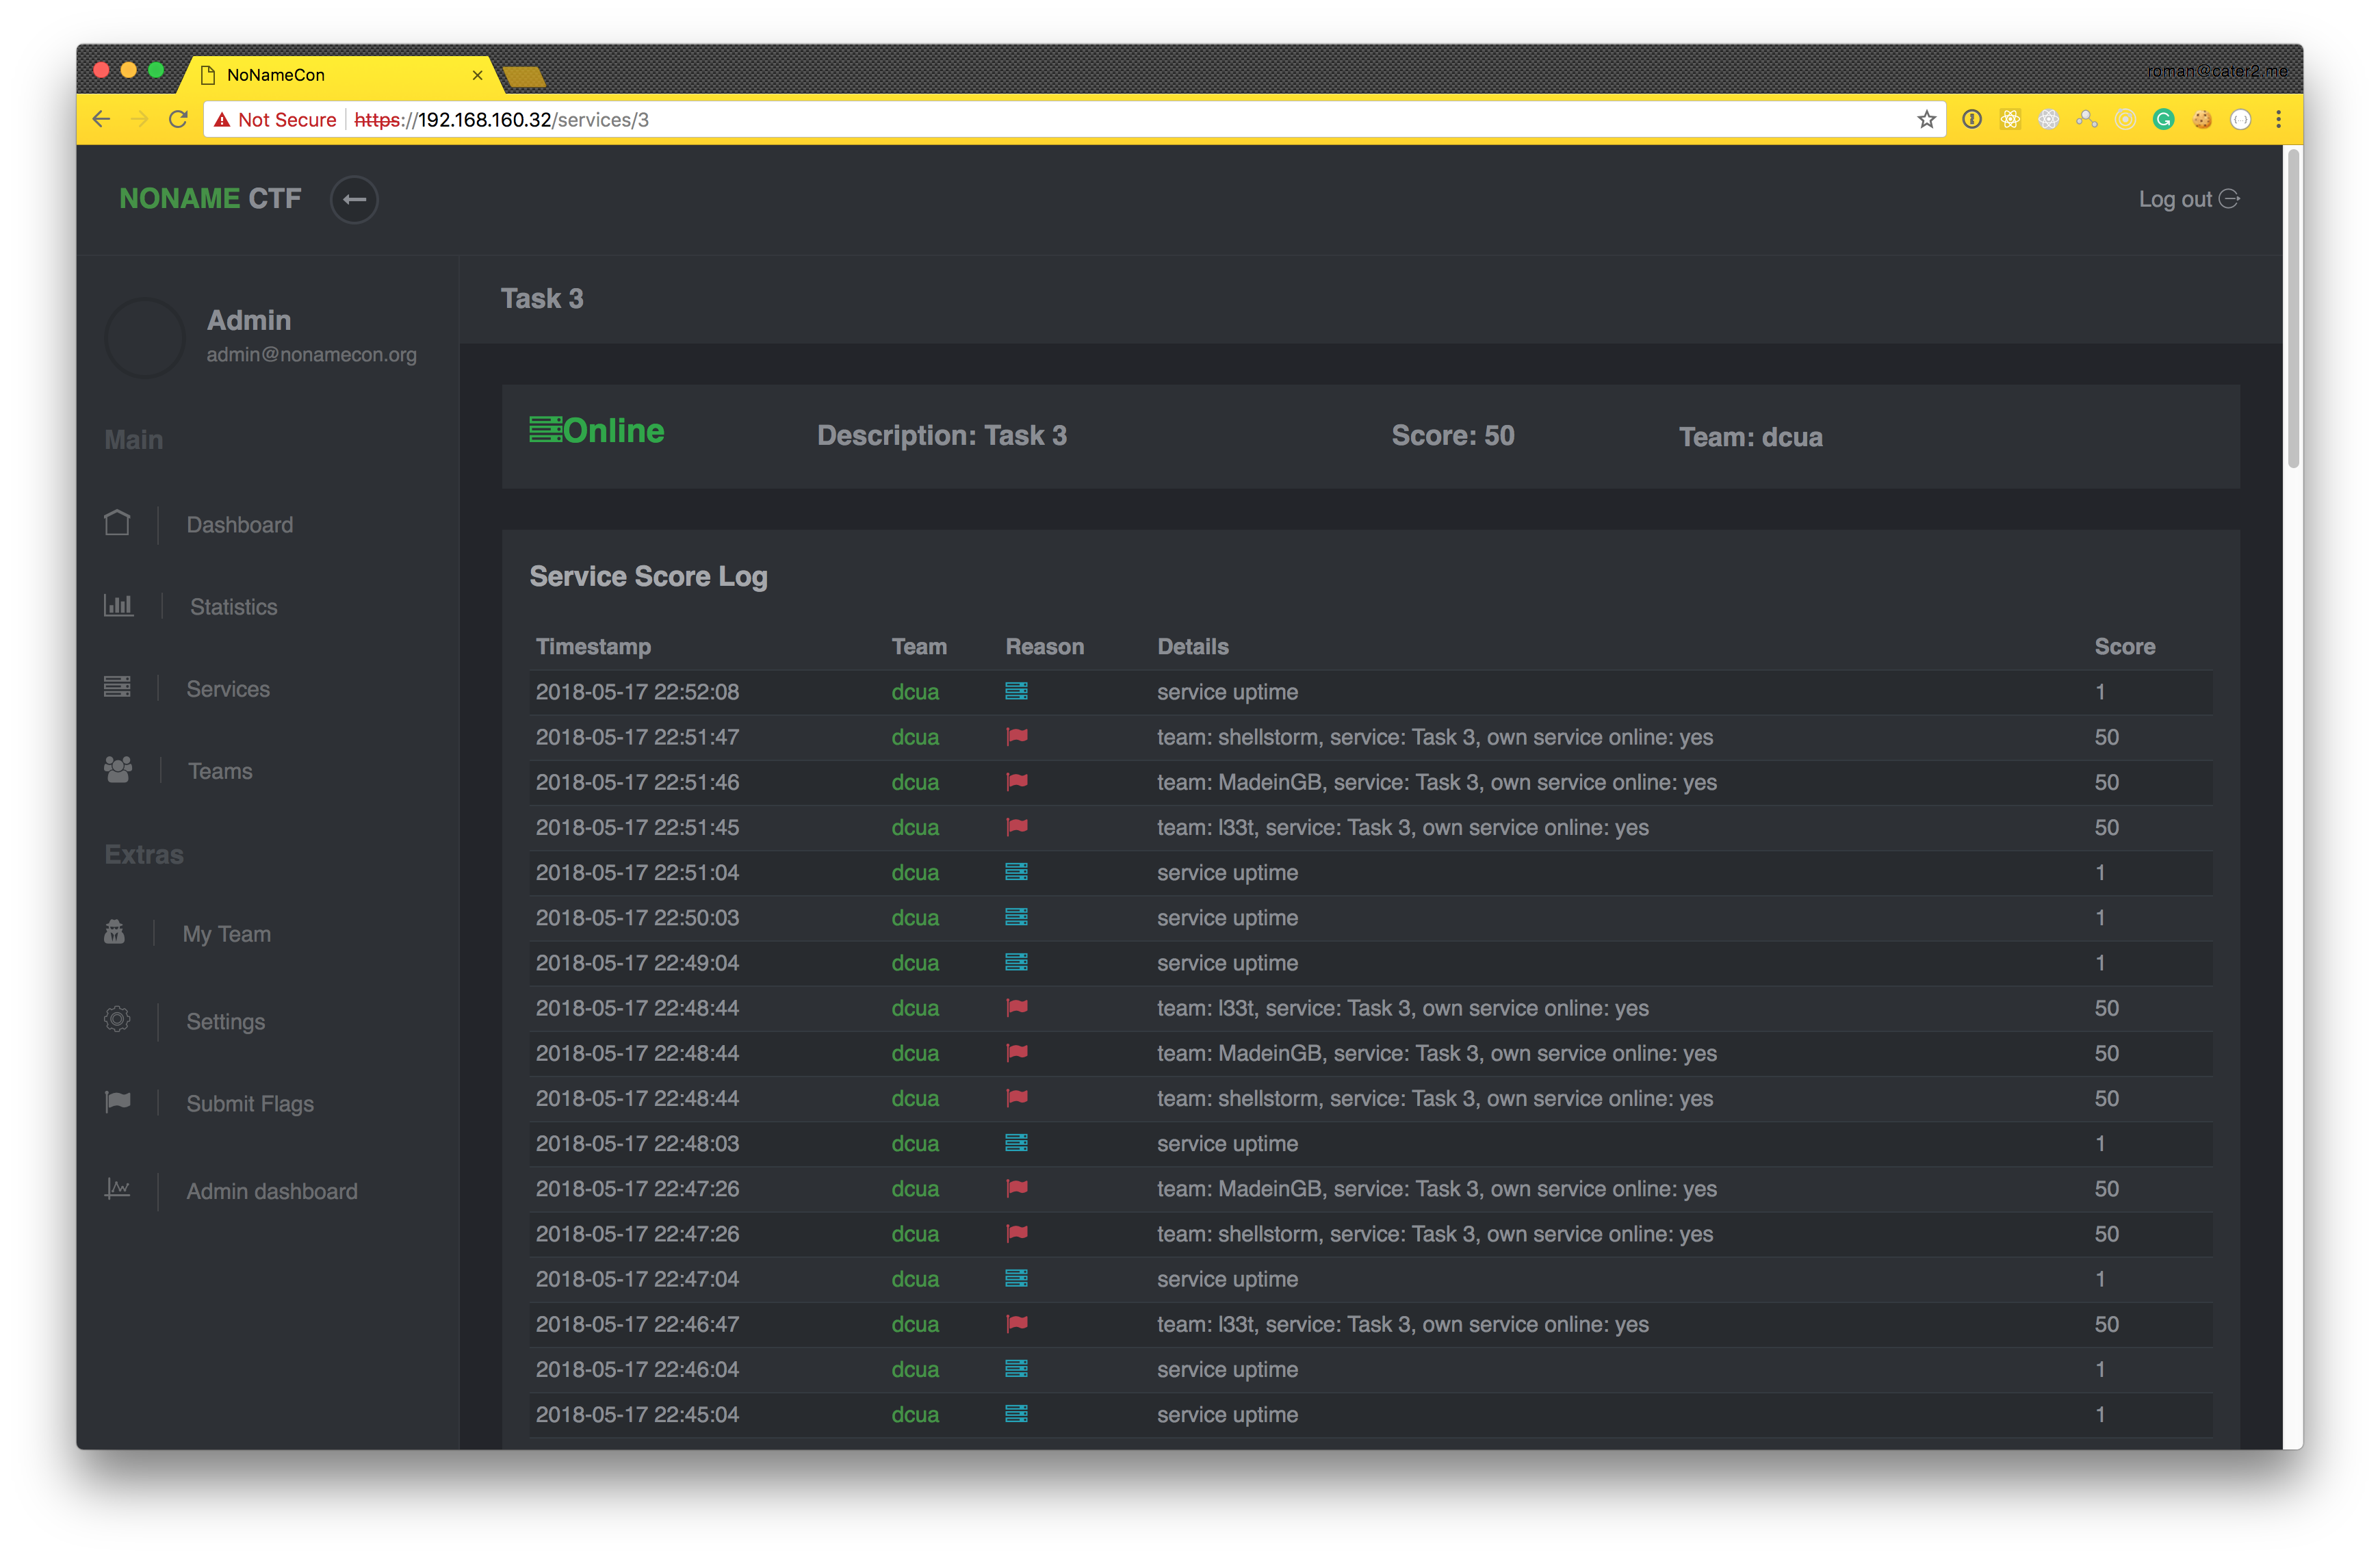 NoNameCon
roman@cater2.me
Not Secure https://192.168.160.32/services/3
NONAME CTF
Log out
Admin
admin@nonamecon.org
Main
Dashboard
Statistics
Services
Teams
Extras
My Team
Settings
Submit Flags
Admin dashboard
Task 3
Online Description: Task 3 Score: 50 Team: dcua
Service Score Log
Timestamp Team Reason Details Score
2018-05-17 22:52:08 dcua service uptime 1
2018-05-17 22:51:47 dcua team: shellstorm, service: Task 3, own service online: yes 50
2018-05-17 22:51:46 dcua team: MadeinGB, service: Task 3, own service online: yes 50
2018-05-17 22:51:45 dcua team: l33t, service: Task 3, own service online: yes 50
2018-05-17 22:51:04 dcua service uptime 1
2018-05-17 22:50:03 dcua service uptime 1
2018-05-17 22:49:04 dcua service uptime 1
2018-05-17 22:48:44 dcua team: l33t, service: Task 3, own service online: yes 50
2018-05-17 22:48:44 dcua team: MadeinGB, service: Task 3, own service online: yes 50
2018-05-17 22:48:44 dcua team: shellstorm, service: Task 3, own service online: yes 50
2018-05-17 22:48:03 dcua service uptime 1
2018-05-17 22:47:26 dcua team: MadeinGB, service: Task 3, own service online: yes 50
2018-05-17 22:47:26 dcua team: shellstorm, service: Task 3, own service online: yes 50
2018-05-17 22:47:04 dcua service uptime 1
2018-05-17 22:46:47 dcua team: l33t, service: Task 3, own service online: yes 50
2018-05-17 22:46:04 dcua service uptime 1
2018-05-17 22:45:04 dcua service uptime 1